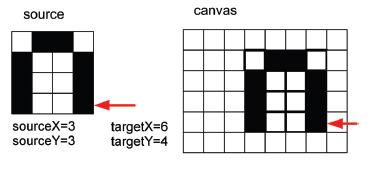 source
canvas
sourceX=3
targetX=6
sourceY=3
targetY=4